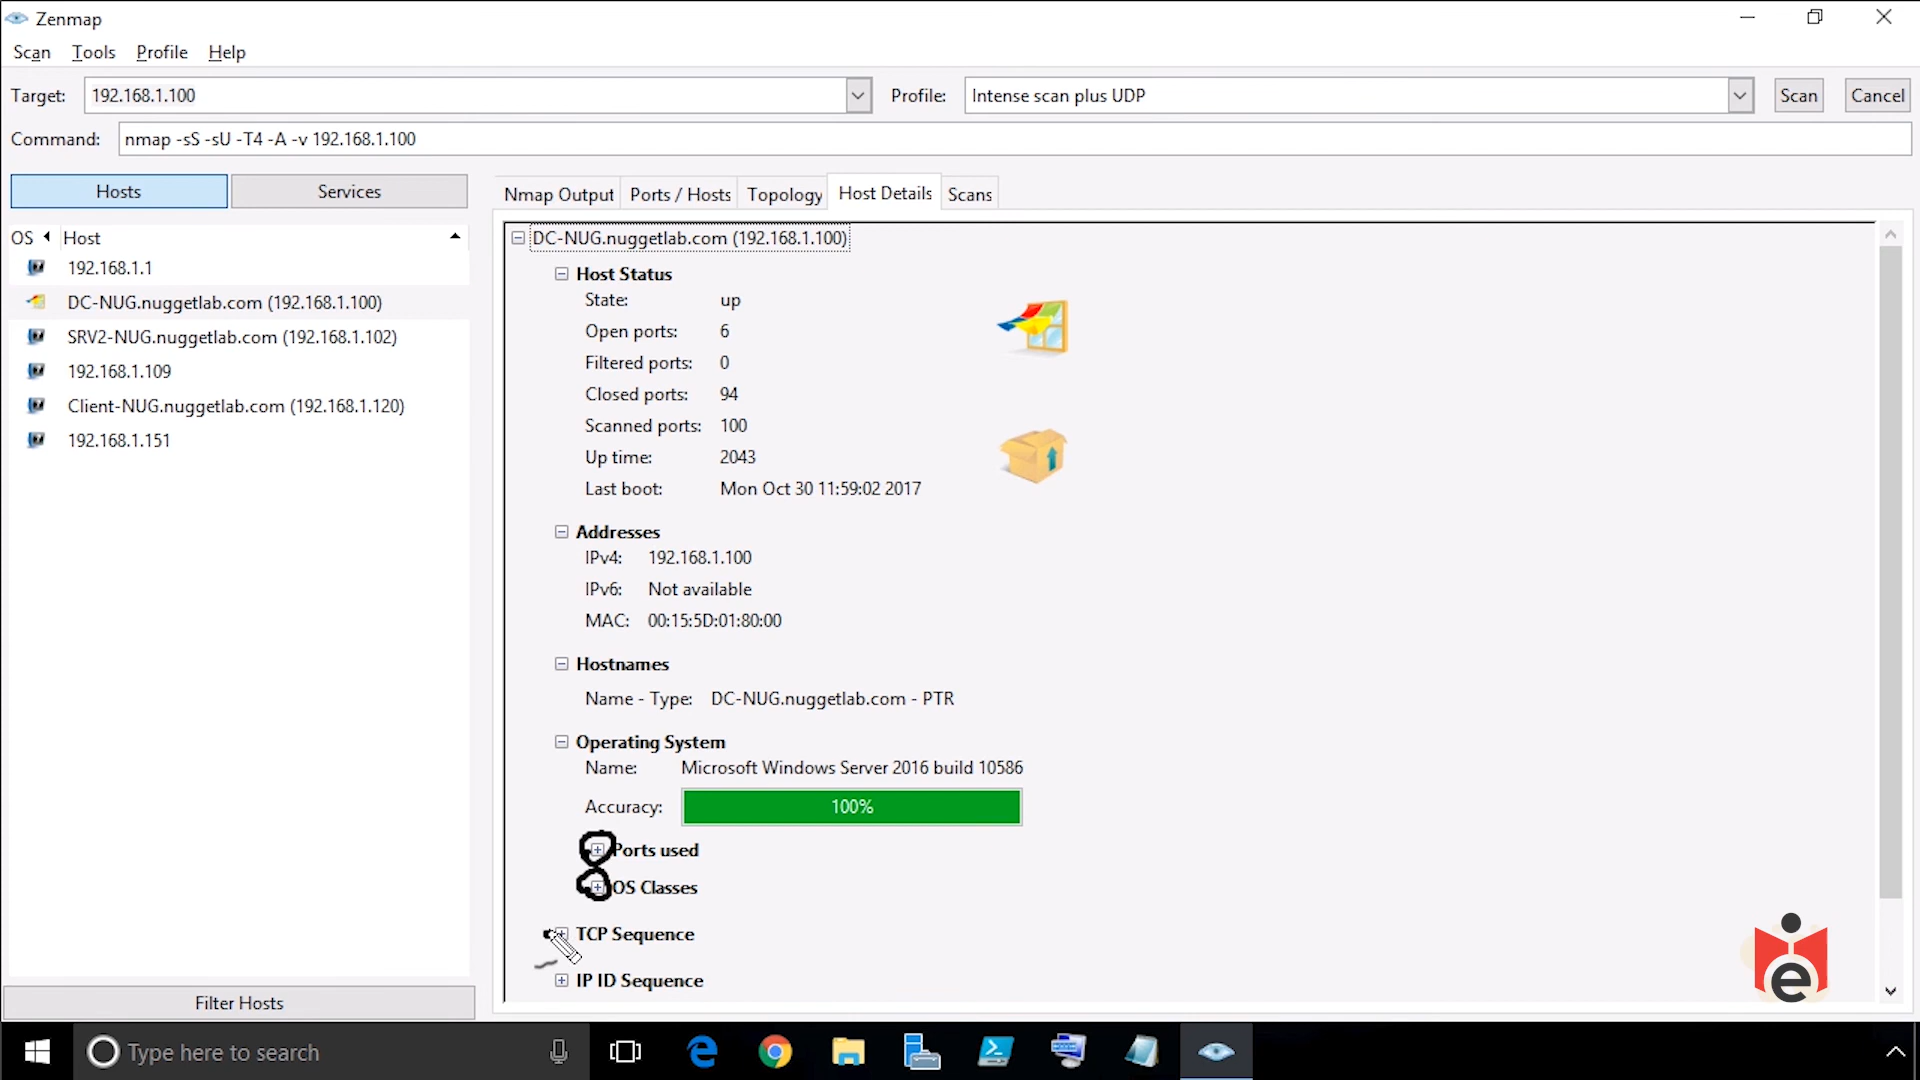 Zenmap
Scan Tools Profile Help
Target: 192.168.1.100 Profile: Intense scan plus UDP Scan Cancel
Command: nmap -sS -sU -T4 -A -v 192.168.1.100
Hosts Services
Nmap Output Ports / Hosts Topology Host Details Scans
OS Host
192.168.1.1
DC-NUG.nuggetlab.com (192.168.1.100)
SRV2-NUG.nuggetlab.com (192.168.1.102)
192.168.1.109
Client-NUG.nuggetlab.com (192.168.1.120)
192.168.1.151
Filter Hosts
DC-NUG.nuggetlab.com (192.168.1.100)
Host Status
State: up
Open ports: 6
Filtered ports: 0
Closed ports: 94
Scanned ports: 100
Up time: 2043
Last boot: Mon Oct 30 11:59:02 2017
Addresses
IPv4: 192.168.1.100
IPv6: Not available
MAC: 00:15:5D:01:80:00
Hostnames
Name - Type: DC-NUG.nuggetlab.com - PTR
Operating System
Name: Microsoft Windows Server 2016 build 10586
Accuracy: 100%
Ports used
OS Classes
TCP Sequence
IP ID Sequence
e
Type here to search